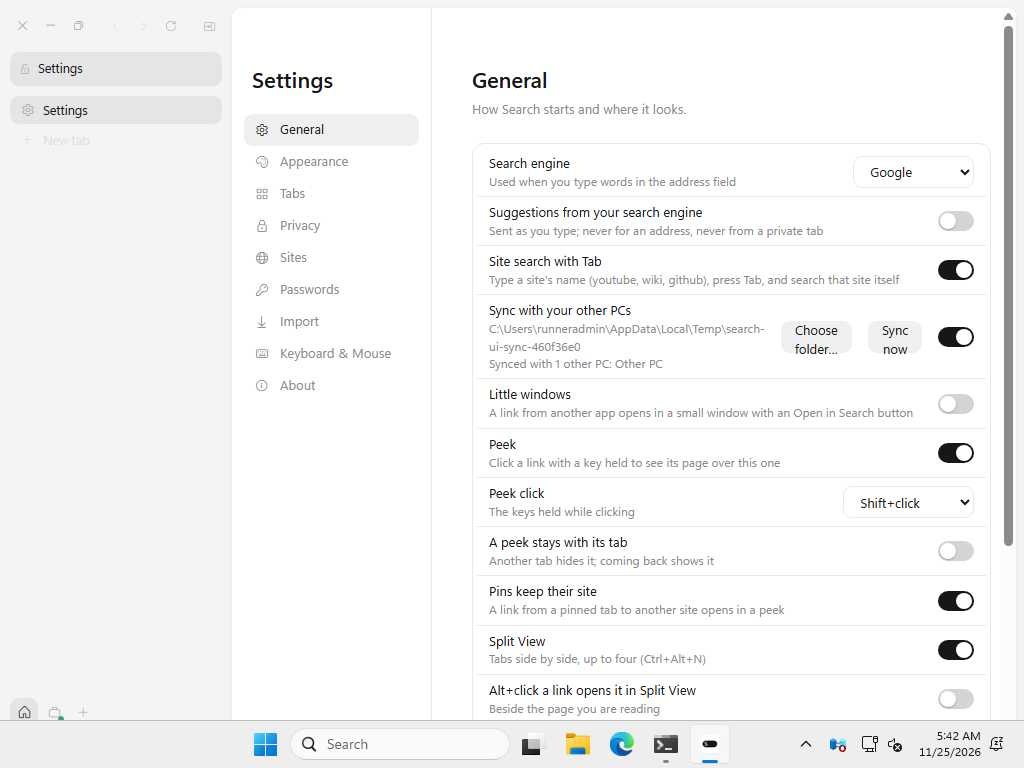 Settings
Settings
New tab
Settings
General
Appearance
Tabs
Privacy
Sites
Passwords
Import
Keyboard & Mouse
About
General
How Search starts and where it looks.
Search engine
Used when you type words in the address field
Google
Suggestions from your search engine
Sent as you type; never for an address, never from a private tab
Site search with Tab
Type a site's name (youtube, wiki, github), press Tab, and search that site itself
Sync with your other PCs
C:\Users\runneradmin\AppData\Local\Temp\search-
ui-sync-460f36e0
Synced with 1 other PC: Other PC
Choose
folder...
Sync
now
Little windows
A link from another app opens in a small window with an Open in Search button
Peek
Click a link with a key held to see its page over this one
Peek click
The keys held while clicking
Shift+click
A peek stays with its tab
Another tab hides it; coming back shows it
Pins keep their site
A link from a pinned tab to another site opens in a peek
Split View
Tabs side by side, up to four (Ctrl+Alt+N)
Alt+click a link opens it in Split View
Beside the page you are reading
Search
5:42 AM
11/25/2026